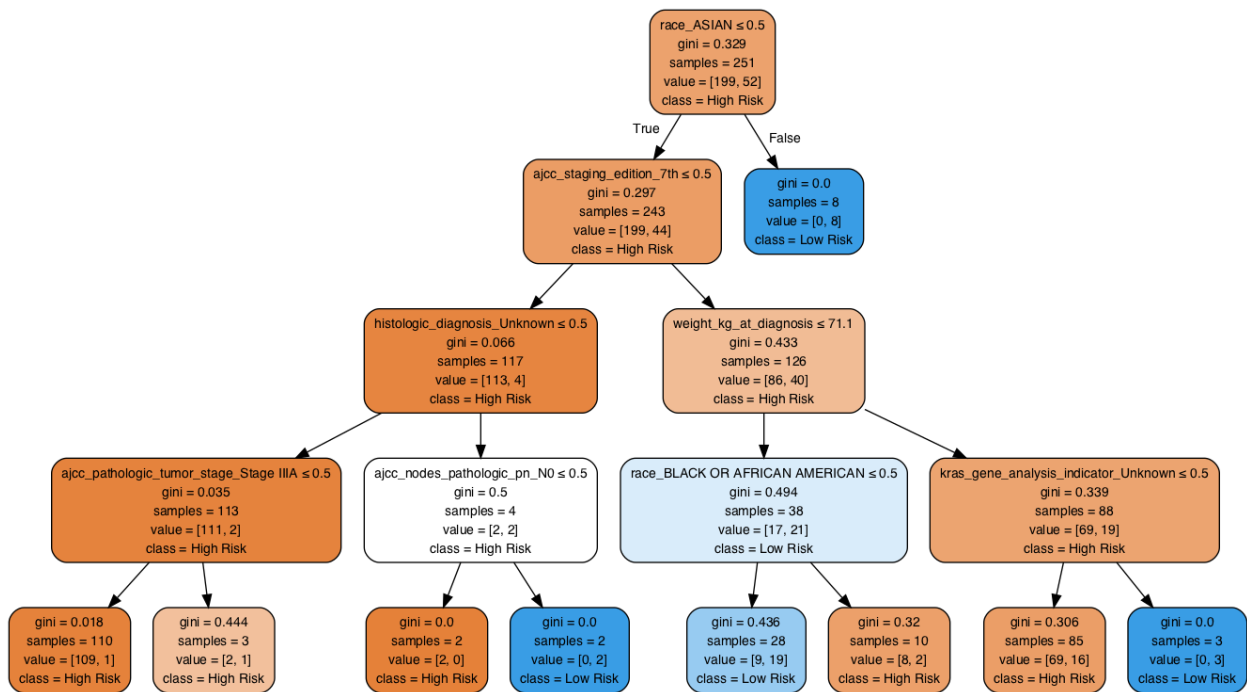 race_ASIAN ≤ 0.5
gini = 0.329
samples = 251
value = [199, 52]
class = High Risk
True
False
ajcc_staging_edition_7th ≤ 0.5
gini = 0.297
samples = 243
value = [199, 44]
class = High Risk
gini = 0.0
samples = 8
value = [0, 8]
class = Low Risk
histologic_diagnosis_Unknown ≤ 0.5
gini = 0.066
samples = 117
value = [113, 4]
class = High Risk
weight_kg_at_diagnosis ≤ 71.1
gini = 0.433
samples = 126
value = [86, 40]
class = High Risk
ajcc_pathologic_tumor_stage_Stage IIIA ≤ 0.5
gini = 0.035
samples = 113
value = [111, 2]
class = High Risk
ajcc_nodes_pathologic_pn_N0 ≤ 0.5
gini = 0.5
samples = 4
value = [2, 2]
class = High Risk
race_BLACK OR AFRICAN AMERICAN ≤ 0.5
gini = 0.494
samples = 38
value = [17, 21]
class = Low Risk
kras_gene_analysis_indicator_Unknown ≤ 0.5
gini = 0.339
samples = 88
value = [69, 19]
class = High Risk
gini = 0.018
samples = 110
value = [109, 1]
class = High Risk
gini = 0.444
samples = 3
value = [2, 1]
class = High Risk
gini = 0.0
samples = 2
value = [2, 0]
class = High Risk
gini = 0.0
samples = 2
value = [0, 2]
class = Low Risk
gini = 0.436
samples = 28
value = [9, 19]
class = Low Risk
gini = 0.32
samples = 10
value = [8, 2]
class = High Risk
gini = 0.306
samples = 85
value = [69, 16]
class = High Risk
gini = 0.0
samples = 3
value = [0, 3]
class = Low Risk